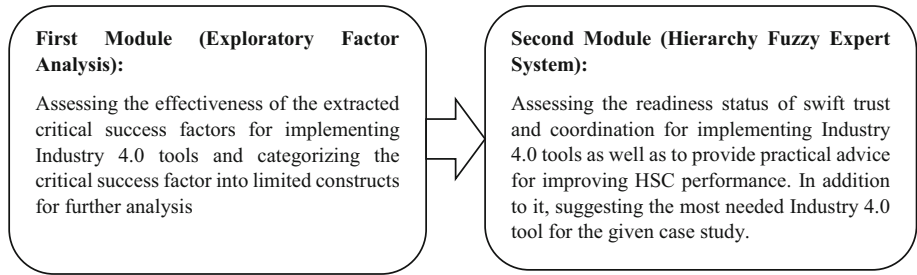 First Module (Exploratory Factor
Analysis):
Assessing the effectiveness of the extracted
critical success factors for implementing
Industry 4.0 tools and categorizing the
critical success factor into limited constructs
for further analysis
Second Module (Hierarchy Fuzzy Expert
System):
Assessing the readiness status of swift trust
and coordination for implementing Industry
4.0 tools as well as to provide practical advice
for improving HSC performance. In addition
to it, suggesting the most needed Industry 4.0
tool for the given case study.